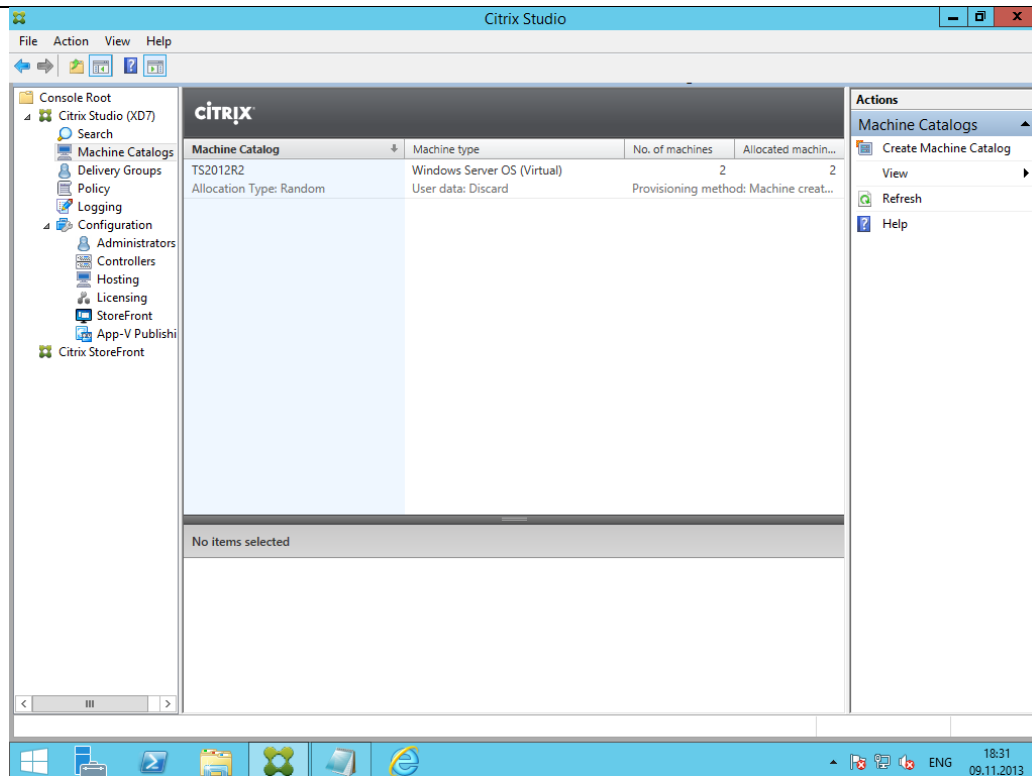 Citrix Studio
File Action View Help
Console Root
Citrix Studio (XD7)
Search
Machine Catalogs
Delivery Groups
Policy
Logging
Configuration
Administrators
Controllers
Hosting
Licensing
StoreFront
App-V Publishi
Citrix StoreFront
CITRIX
Machine Catalog Machine type No. of machines Allocated machin...
TS2012R2 Windows Server OS (Virtual) 2 2
Allocation Type: Random User data: Discard Provisioning method: Machine creat...
No items selected
Actions
Machine Catalogs
Create Machine Catalog
View
Refresh
Help
ENG 18:31
09.11.2013